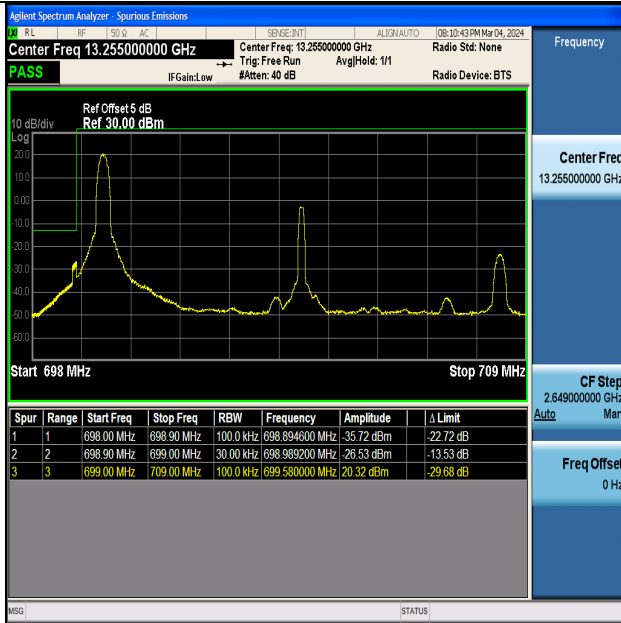 Agilent Spectrum Analyzer - Spurious Emissions
RL RF 50 Ω AC SENSE:INT ALIGN AUTO 08:10:43 PM Mar 04, 2024
Center Freq 13.255000000 GHz
Center Freq: 13.255000000 GHz
Radio Std: None
Trig: Free Run Avg|Hold: 1/1
PASS
IFGain:Low
#Atten: 40 dB
Radio Device: BTS
Ref Offset 5 dB
10 dB/div Ref 30.00 dBm
Log
20.0
10.0
0.00
-10.0
-20.0
-30.0
-40.0
-50.0
-60.0
Start 698 MHz Stop 709 MHz
Spur Range Start Freq Stop Freq RBW Frequency Amplitude Δ Limit
1 1 698.00 MHz 698.90 MHz 100.0 kHz 698.894600 MHz -35.72 dBm -22.72 dB
2 2 698.90 MHz 699.00 MHz 30.00 kHz 698.989200 MHz -26.53 dBm -13.53 dB
3 3 699.00 MHz 709.00 MHz 100.0 kHz 699.580000 MHz 20.32 dBm -29.68 dB
MSG STATUS
Frequency
Center Freq
13.255000000 GHz
CF Step
2.649000000 GHz
Auto Man
Freq Offset
0 Hz